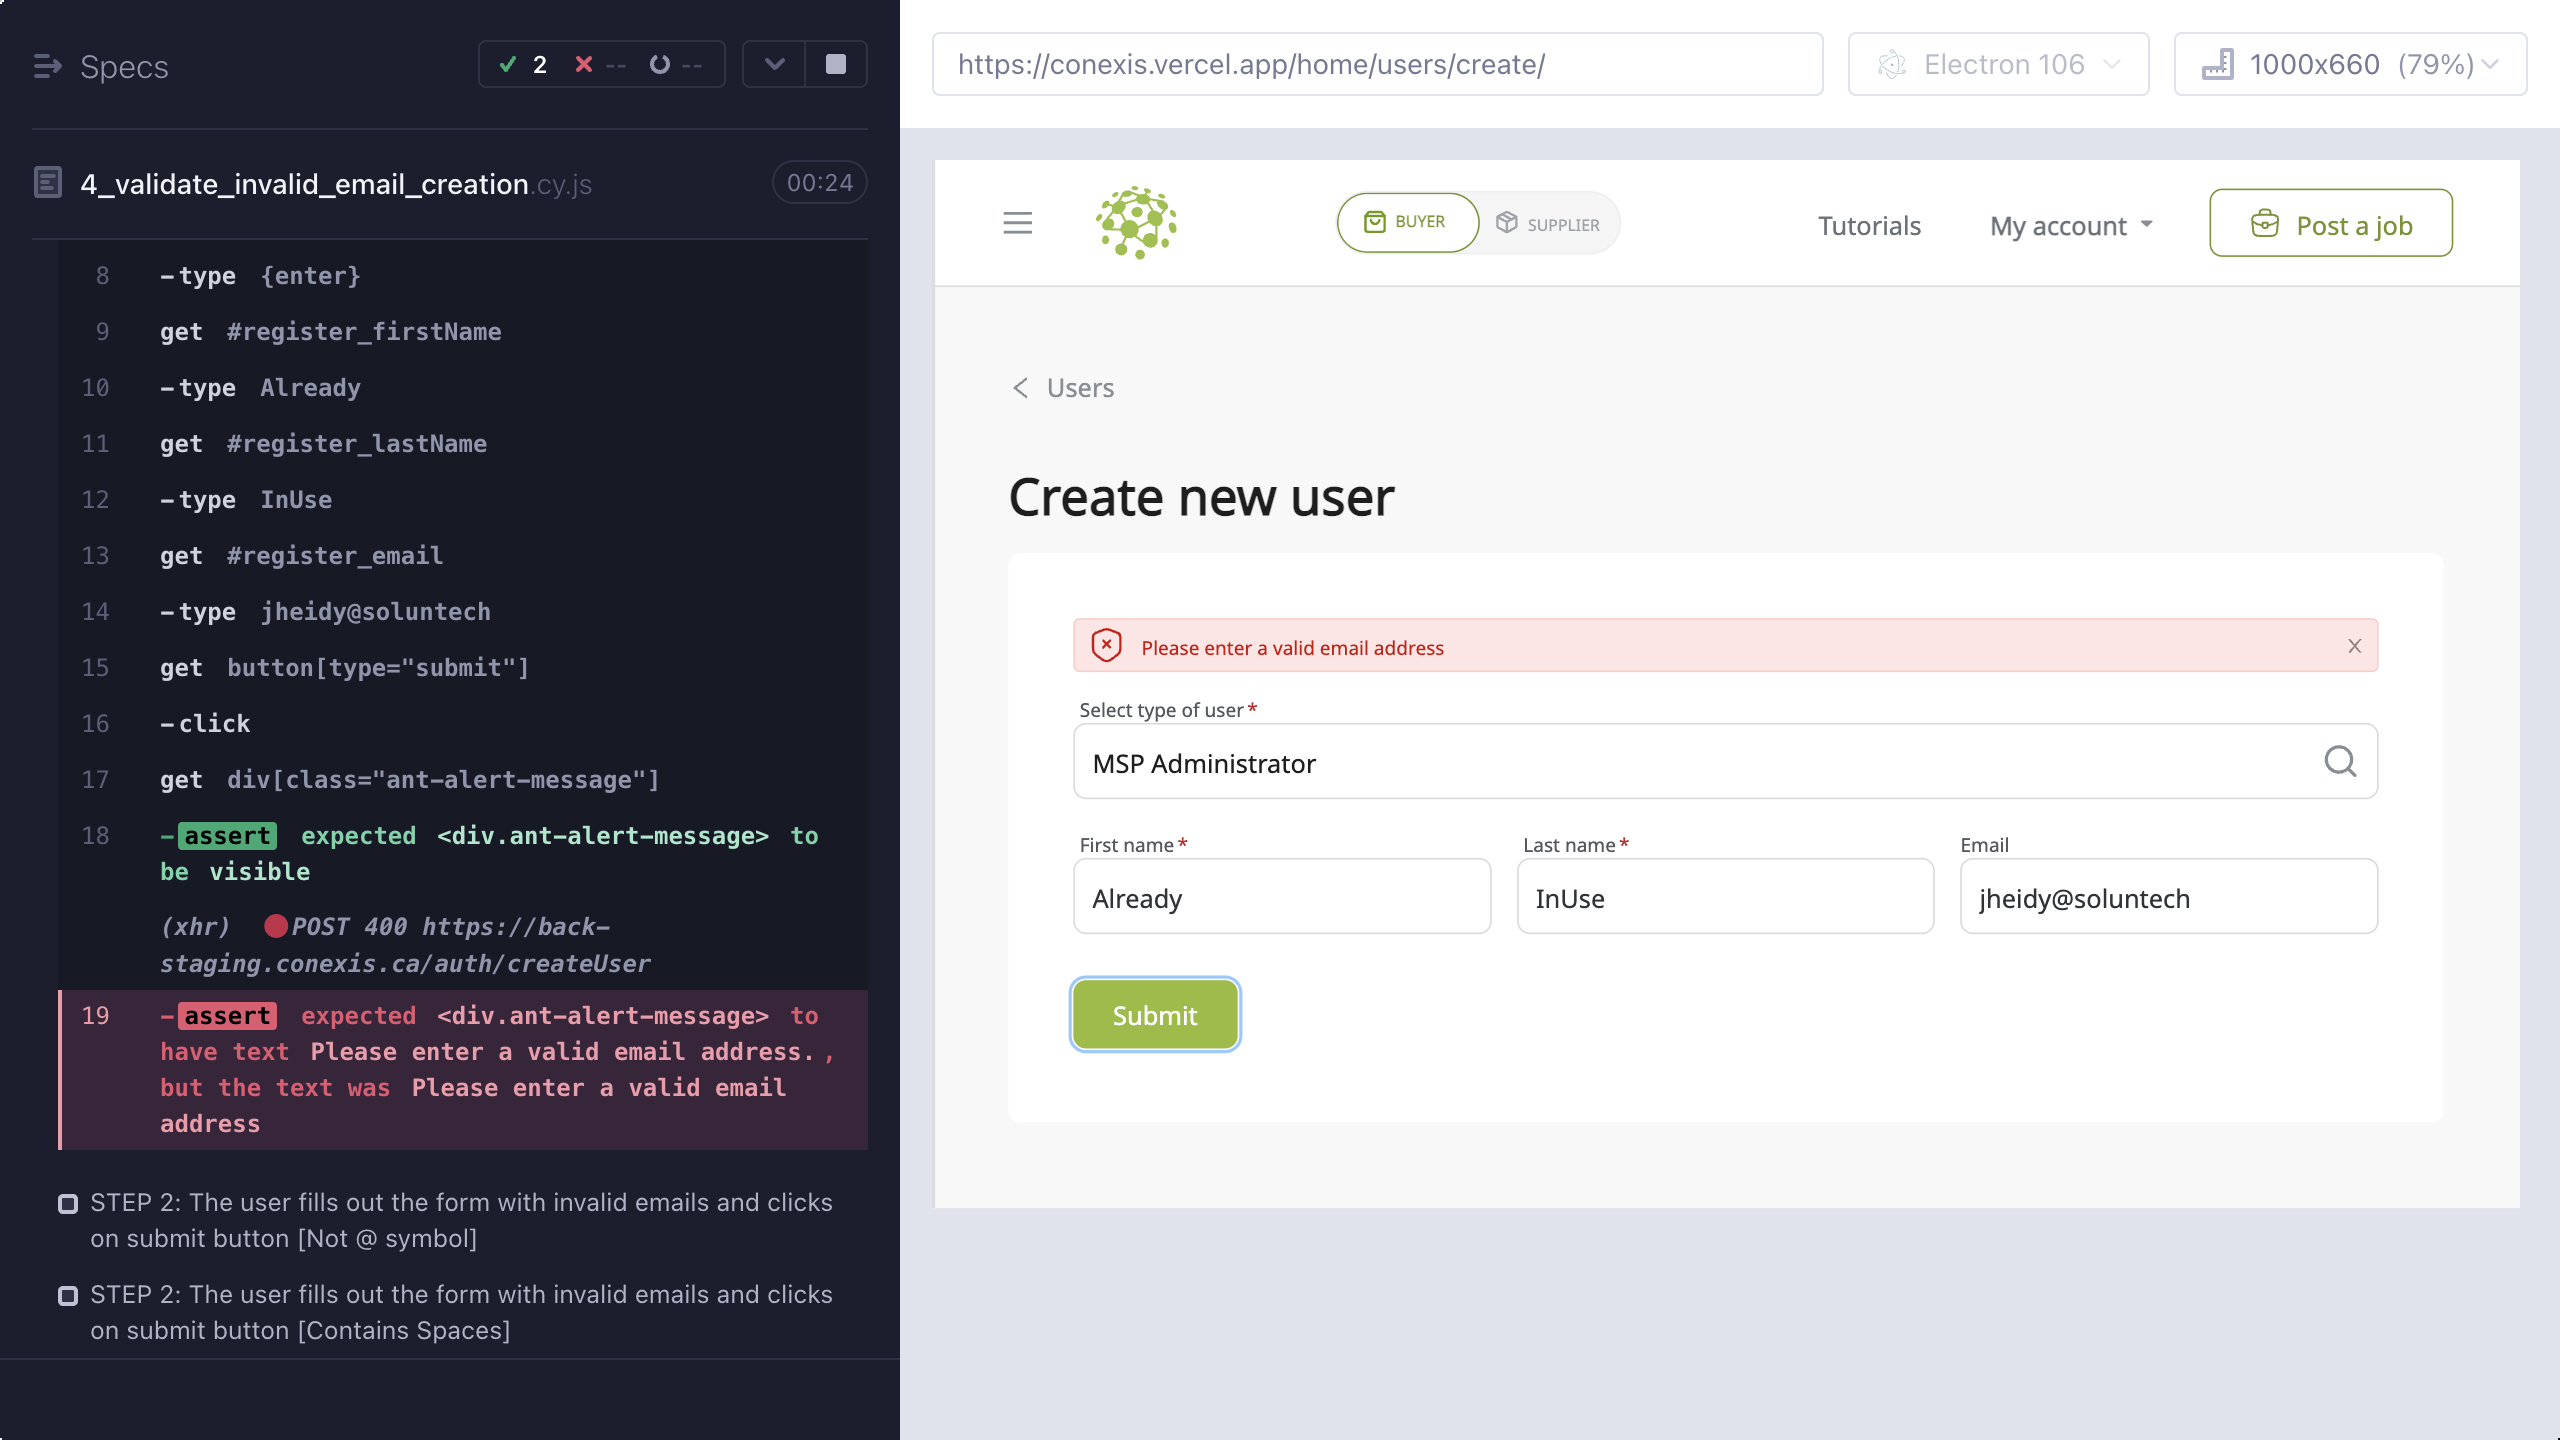 Specs
2 -- --
4_validate_invalid_email_creation.cy.js 00:24
8 -type {enter}
9 get #register_firstName
10 -type Already
11 get #register_lastName
12 -type InUse
13 get #register_email
14 -type jheidy@soluntech
15 get button[type="submit"]
16 -click
17 get div[class="ant-alert-message"]
18 -assert expected <div.ant-alert-message> to
be visible
(xhr) POST 400 https://back-
staging.conexis.ca/auth/createUser
19 -assert expected <div.ant-alert-message> to
have text Please enter a valid email address. ,
but the text was Please enter a valid email
address
STEP 2: The user fills out the form with invalid emails and clicks
on submit button [Not @ symbol]
STEP 2: The user fills out the form with invalid emails and clicks
on submit button [Contains Spaces]
https://conexis.vercel.app/home/users/create/ Electron 106 1000x660 (79%)
BUYER SUPPLIER Tutorials My account Post a job
Users
Create new user
Please enter a valid email address
Select type of user *
MSP Administrator
First name * Last name * Email
Already InUse jheidy@soluntech
Submit